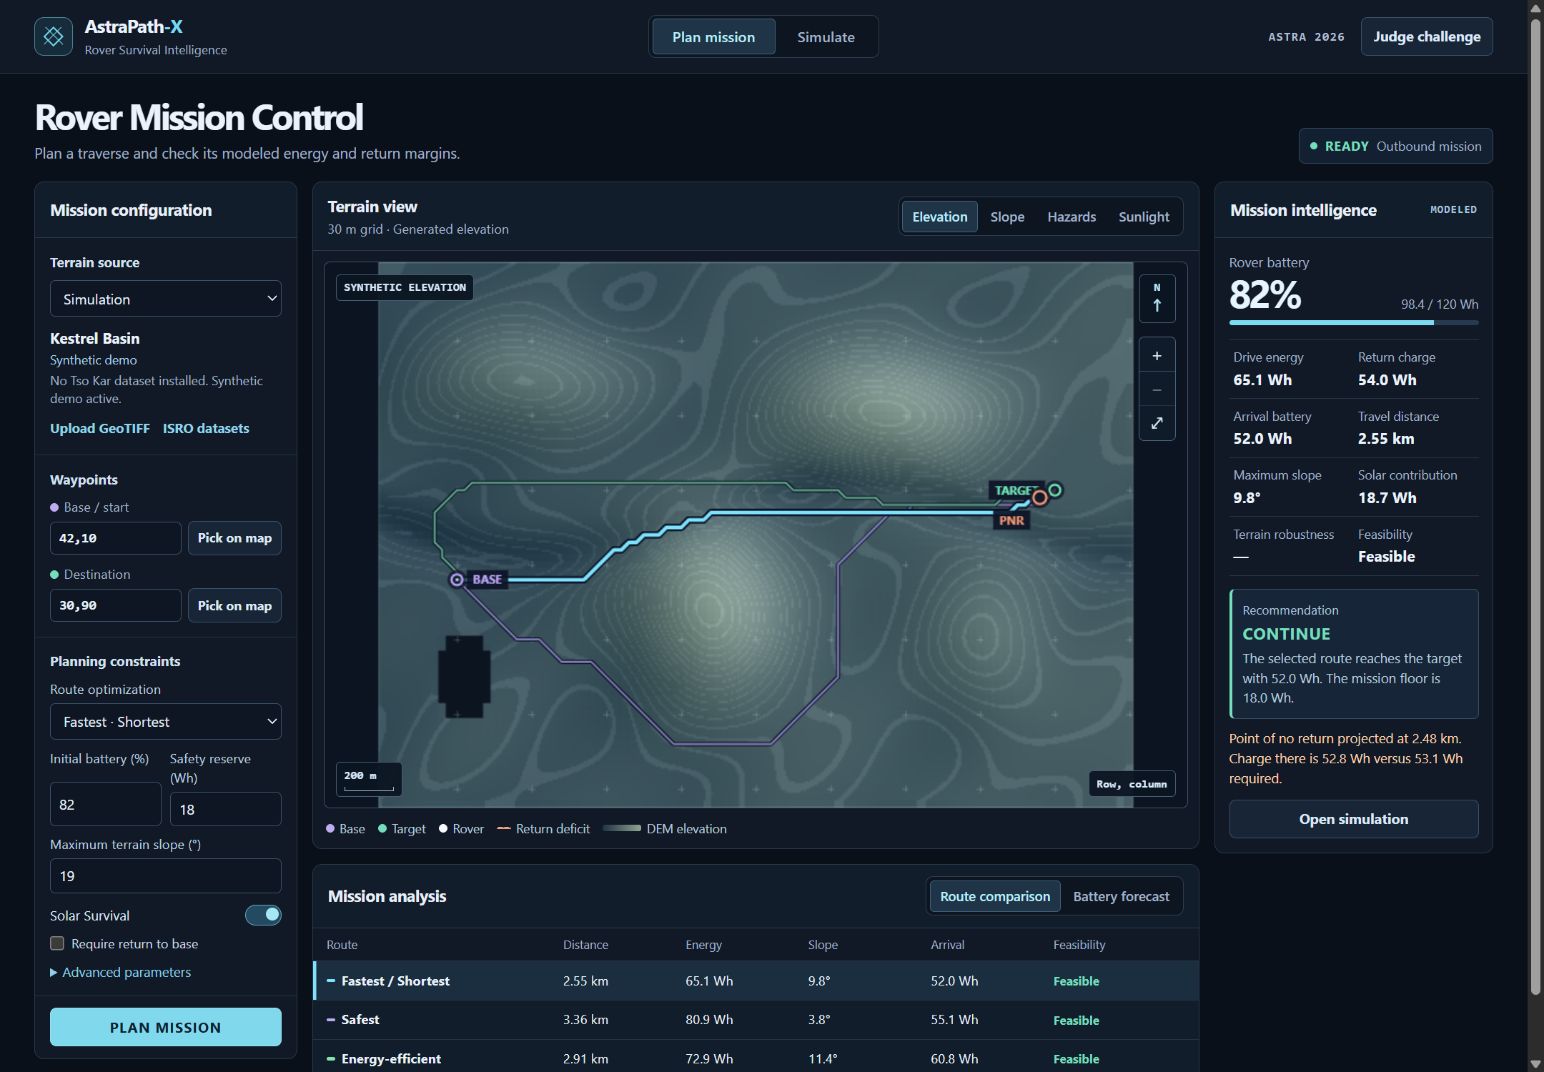 AstraPath-X
Rover Survival Intelligence
Plan mission
Simulate
ASTRA 2026
Judge challenge
Rover Mission Control
Plan a traverse and check its modeled energy and return margins.
READY Outbound mission
Mission configuration
Terrain source
Simulation
Kestrel Basin
Synthetic demo
No Tso Kar dataset installed. Synthetic
demo active.
Upload GeoTIFF ISRO datasets
Waypoints
Base / start
42,10
Pick on map
Destination
30,90
Pick on map
Planning constraints
Route optimization
Fastest · Shortest
Initial battery (%)
82
Safety reserve
(Wh)
18
Maximum terrain slope (°)
19
Solar Survival
Require return to base
Advanced parameters
PLAN MISSION
Terrain view
30 m grid · Generated elevation
Elevation
Slope
Hazards
Sunlight
SYNTHETIC ELEVATION
N
↑
+
−
TARGET
PNR
BASE
200 m
Row, column
Base
Target
Rover
Return deficit
DEM elevation
Mission analysis
Route comparison
Battery forecast
Route Distance Energy Slope Arrival Feasibility
Fastest / Shortest 2.55 km 65.1 Wh 9.8° 52.0 Wh Feasible
Safest 3.36 km 80.9 Wh 3.8° 55.1 Wh Feasible
Energy-efficient 2.91 km 72.9 Wh 11.4° 60.8 Wh Feasible
Mission intelligence
MODELED
Rover battery
82%
98.4 / 120 Wh
Drive energy Return charge
65.1 Wh 54.0 Wh
Arrival battery Travel distance
52.0 Wh 2.55 km
Maximum slope Solar contribution
9.8° 18.7 Wh
Terrain robustness Feasibility
— Feasible
Recommendation
CONTINUE
The selected route reaches the target
with 52.0 Wh. The mission floor is
18.0 Wh.
Point of no return projected at 2.48 km.
Charge there is 52.8 Wh versus 53.1 Wh
required.
Open simulation